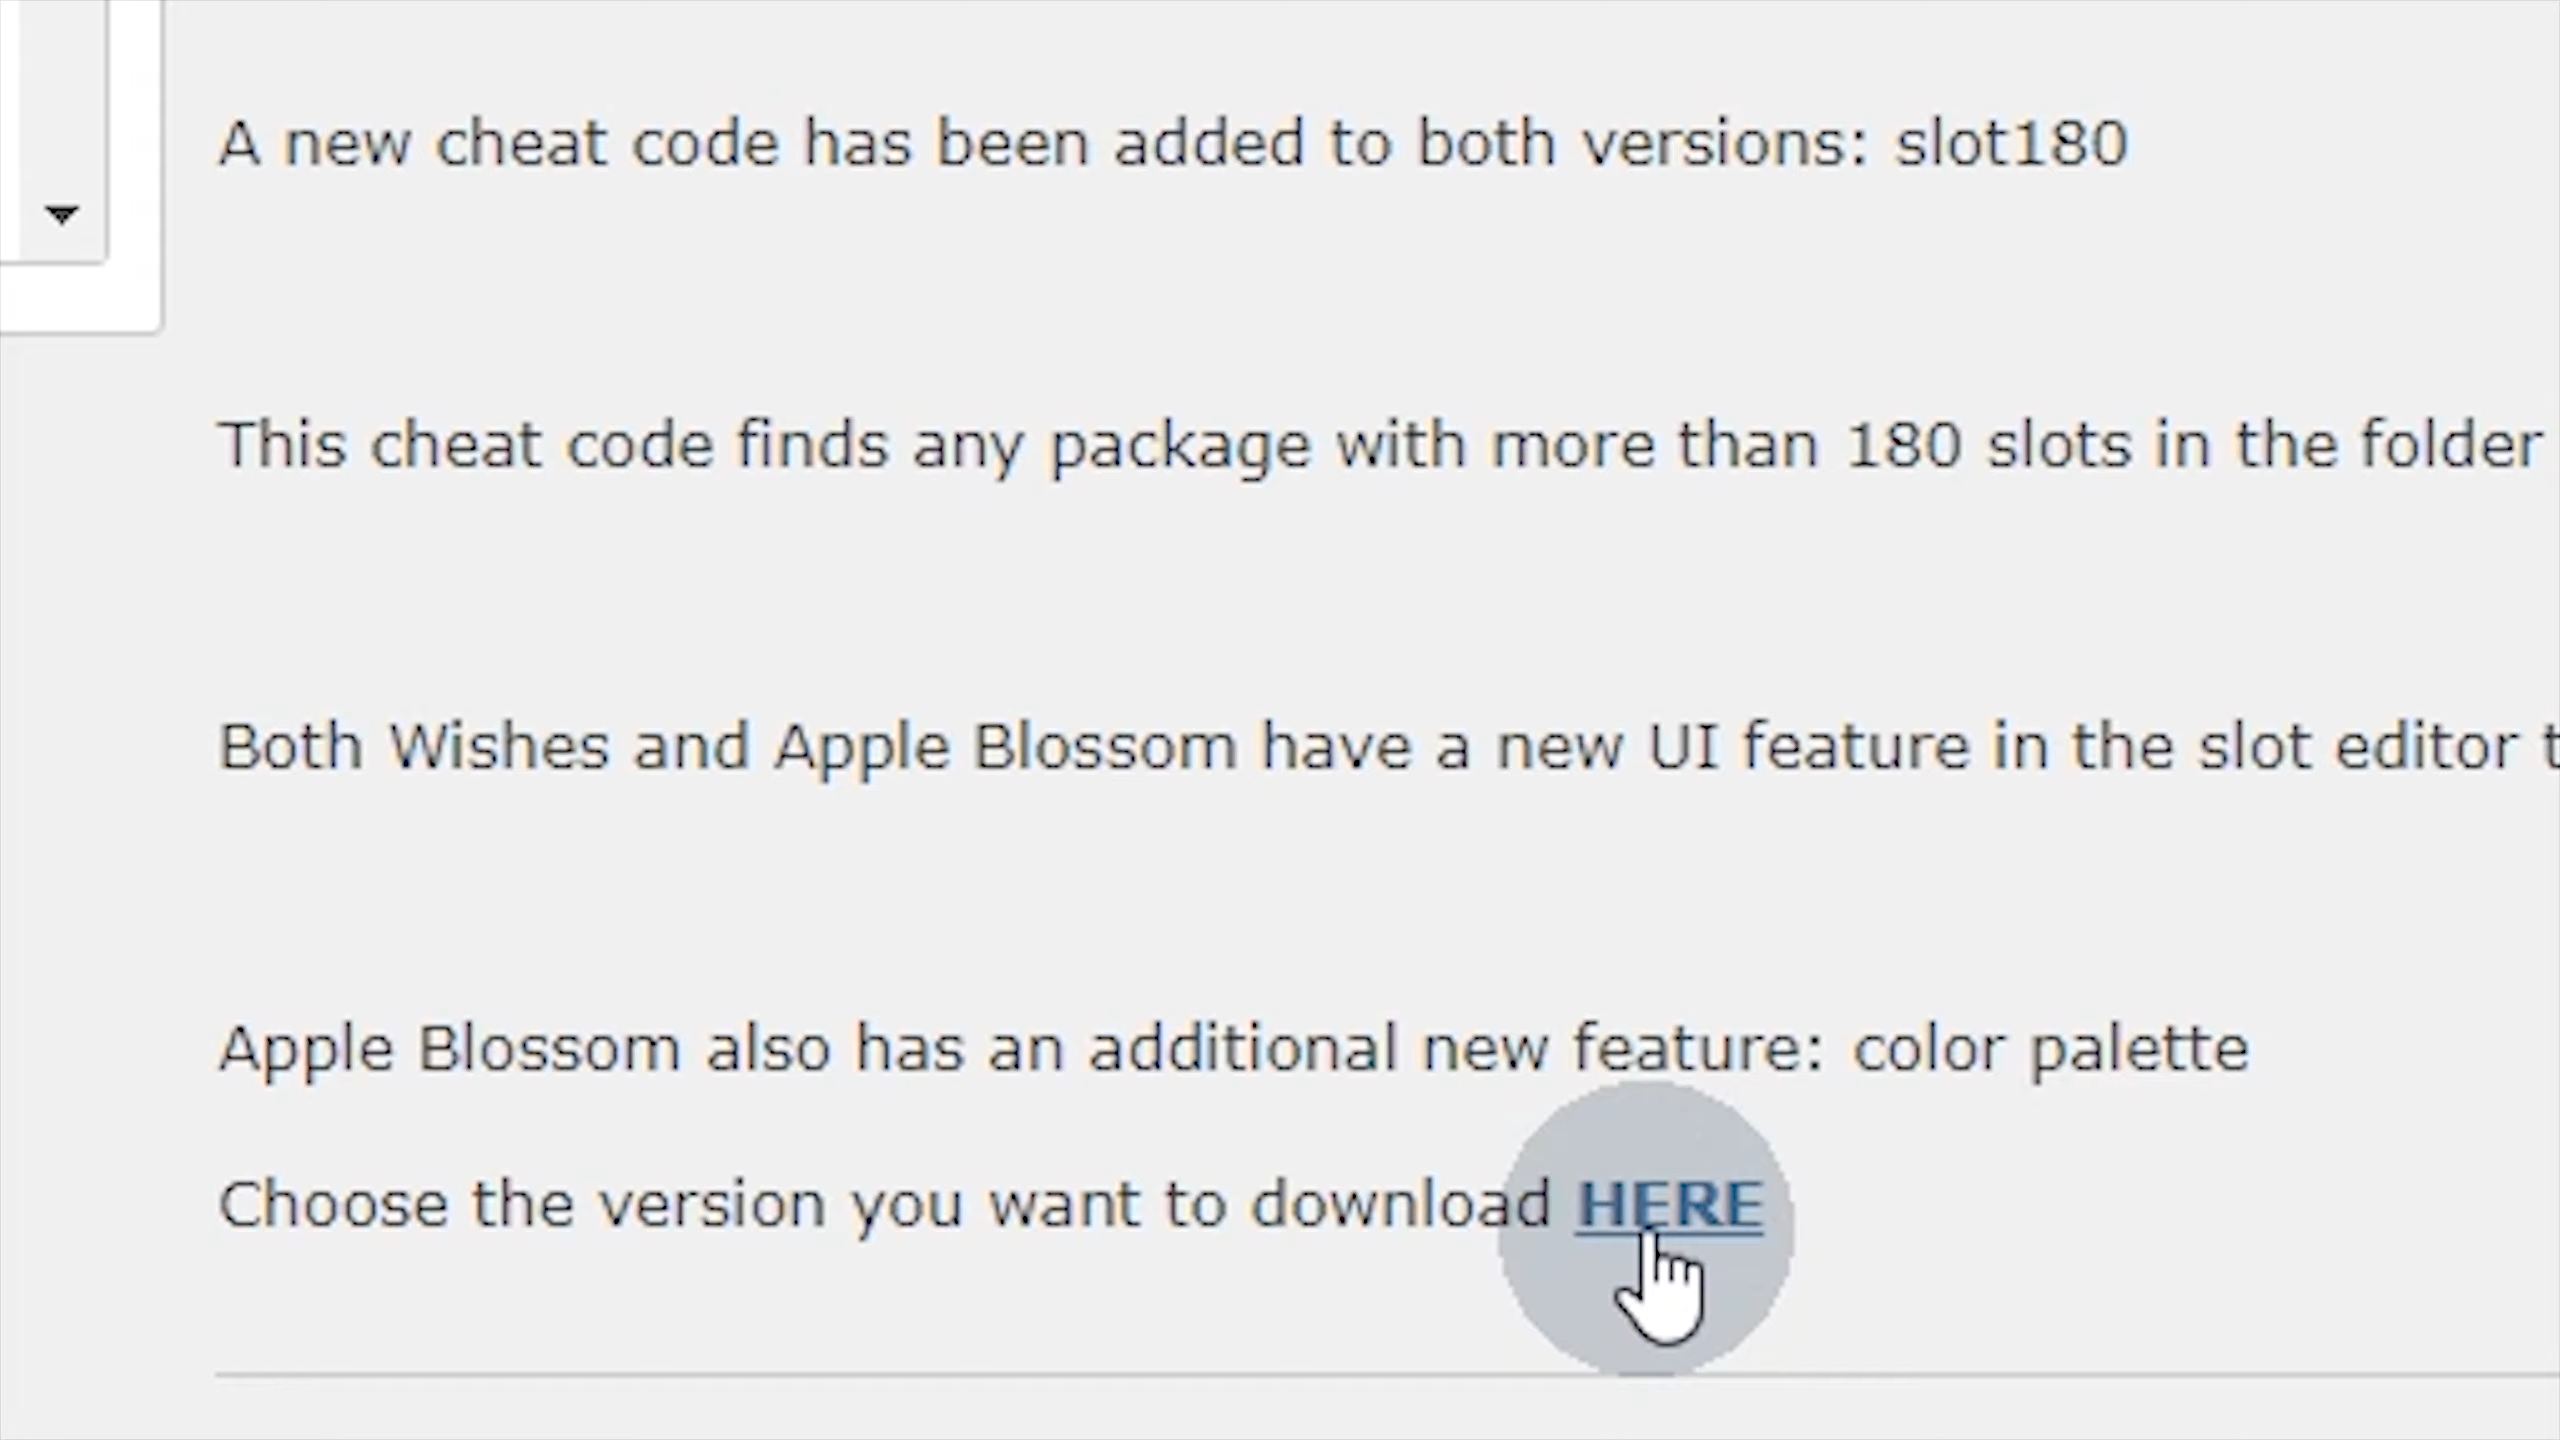 A new cheat code has been added to both versions: slot180
This cheat code finds any package with more than 180 slots in the folder
Both Wishes and Apple Blossom have a new UI feature in the slot editor t
Apple Blossom also has an additional new feature: color palette
Choose the version you want to download HERE